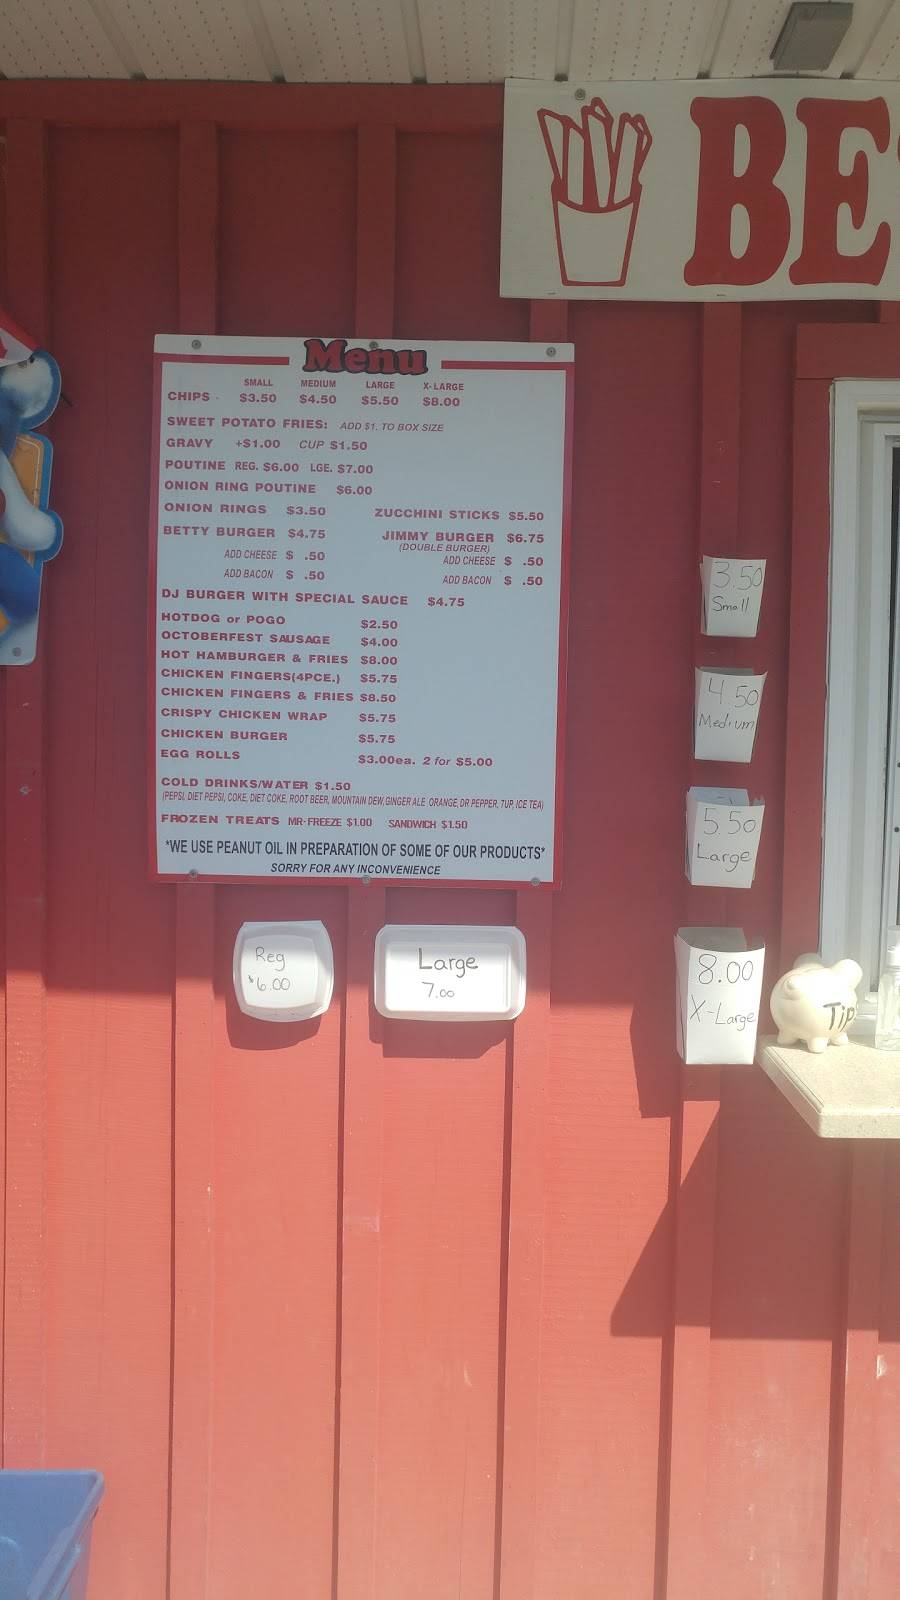 BE
Menu
SMALL MEDIUM LARGE X-LARGE
CHIPS $3.50 $4.50 $5.50 $8.00
SWEET POTATO FRIES: ADD $1. TO BOX SIZE
GRAVY +$1.00 CUP $1.50
POUTINE REG. $6.00 LGE. $7.00
ONION RING POUTINE $6.00
ONION RINGS $3.50 ZUCCHINI STICKS $5.50
BETTY BURGER $4.75 JIMMY BURGER $6.75
(DOUBLE BURGER)
ADD CHEESE $ .50 ADD CHEESE $ .50
ADD BACON $ .50 ADD BACON $ .50
DJ BURGER WITH SPECIAL SAUCE $4.75
HOTDOG or POGO $2.50
OCTOBERFEST SAUSAGE $4.00
HOT HAMBURGER & FRIES $8.00
CHICKEN FINGERS(4PCE.) $5.75
CHICKEN FINGERS & FRIES $8.50
CRISPY CHICKEN WRAP $5.75
CHICKEN BURGER $5.75
EGG ROLLS $3.00ea. 2 for $5.00
COLD DRINKS/WATER $1.50
(PEPSI, DIET PEPSI, COKE, DIET COKE, ROOT BEER, MOUNTAIN DEW, GINGER ALE ORANGE, DR PEPPER, 7UP, ICE TEA)
FROZEN TREATS MR-FREEZE $1.00 SANDWICH $1.50
*WE USE PEANUT OIL IN PREPARATION OF SOME OF OUR PRODUCTS*
SORRY FOR ANY INCONVENIENCE
3.50
Small
4.50
Medium
5.50
Large
8.00
X-Large
Reg
$6.00
Large
7.00
Tip